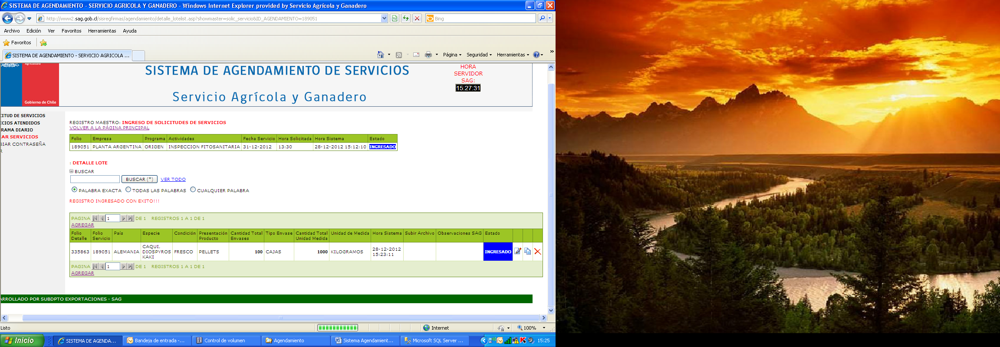 SISTEMA DE AGENDAMIENTO - SERVICIO AGRICOLA Y GANADERO - Windows Internet Explorer provided by Servicio Agrícola y Ganadero
http://www2.sag.gob.cl/sisregfirmas/agendamiento/detalle_lotelist.asp?showmaster=solic_servicio&ID_AGENDAMIENTO=189051
Bing
Archivo Edición Ver Favoritos Herramientas Ayuda
Favoritos
SISTEMA DE AGENDAMIENTO - SERVICIO AGRICOLA ...
Página Seguridad Herramientas
Agricultura
Gobierno de Chile
SISTEMA DE AGENDAMIENTO DE SERVICIOS
Servicio Agrícola y Ganadero
HORA
SERVIDOR
SAG:
15:27:31
CITUD DE SERVICIOS
ICIOS ATENDIDOS
RAMA DIARIO
AR SERVICIOS
BIAR CONTRASEÑA
R
REGISTRO MAESTRO: INGRESO DE SOLICITUDES DE SERVICIOS
VOLVER A LA PÁGINA PRINCIPAL
Folio Empresa Programa Actividades Fecha Servicio Hora Solicitada Hora Sistema Estado
189051 PLANTA ARGENTINA ORIGEN INSPECCION FITOSANITARIA 31-12-2012 13:30 28-12-2012 15:12:10 INGRESADO
: DETALLE LOTE
BUSCAR
BUSCAR (*) VER TODO
PALABRA EXACTA TODAS LAS PALABRAS CUALQUIER PALABRA
REGISTRO INGRESADO CON EXITO!!!
PAGINA 1 DE 1 REGISTROS 1 A 1 DE 1
AGREGAR
Folio Detalle Folio Servicio País Especie Condición Presentación Producto Cantidad Total Envases Tipo Envase Cantidad Total Unidad Medida Unidad de Medida Hora Sistema Subir Archivo Observaciones SAG Estado
335863 189051 ALEMANIA CAQUI, DIOSPYROS KAKI FRESCO PELLETS 100 CAJAS 1000 KILOGRAMOS 28-12-2012 15:23:11 INGRESADO
PAGINA 1 DE 1 REGISTROS 1 A 1 DE 1
AGREGAR
ARROLLADO POR SUBDPTO EXPORTACIONES - SAG
Listo Internet 100%
Inicio SISTEMA DE AGENDA... Bandeja de entrada -... Control de volumen Agendamiento Sistema Agendamient... Microsoft SQL Server ... 15:25